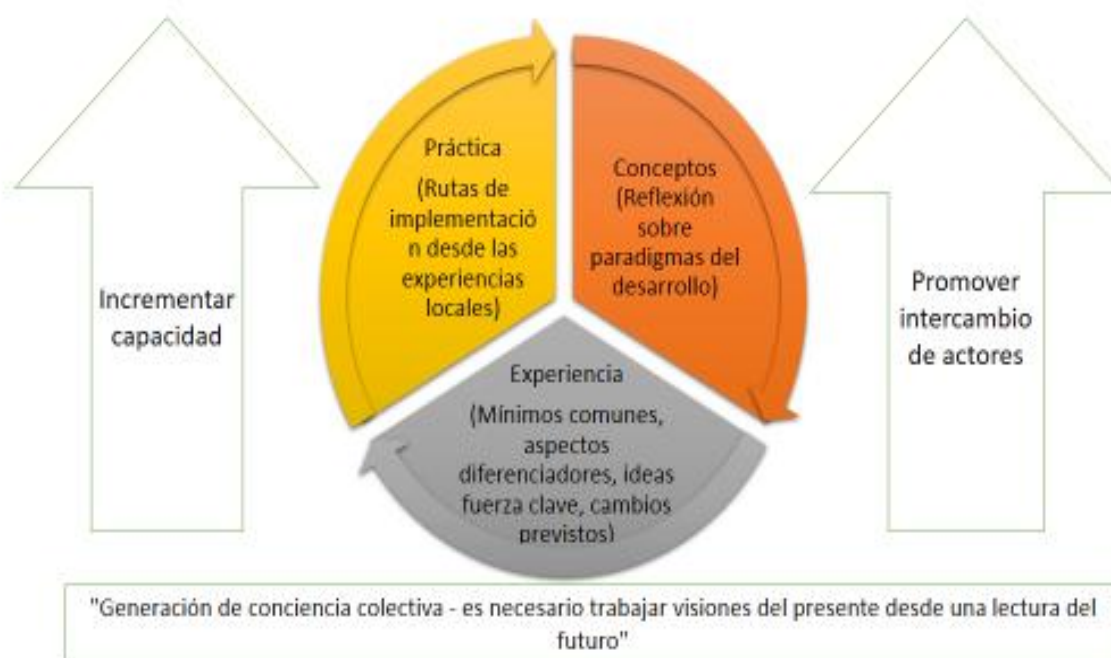 Práctica
(Rutas de
implementació
n desde las
experiencias
locales)
Conceptos
(Reflexión
sobre
paradigmas del
desarrollo)
Experiencia
(Mínimos comunes,
aspectos
diferenciadores, ideas
fuerza clave, cambios
previstos)
Incrementar
capacidad
Promover
intercambio
de actores
"Generación de conciencia colectiva - es necesario trabajar visiones del presente desde una lectura del
futuro"